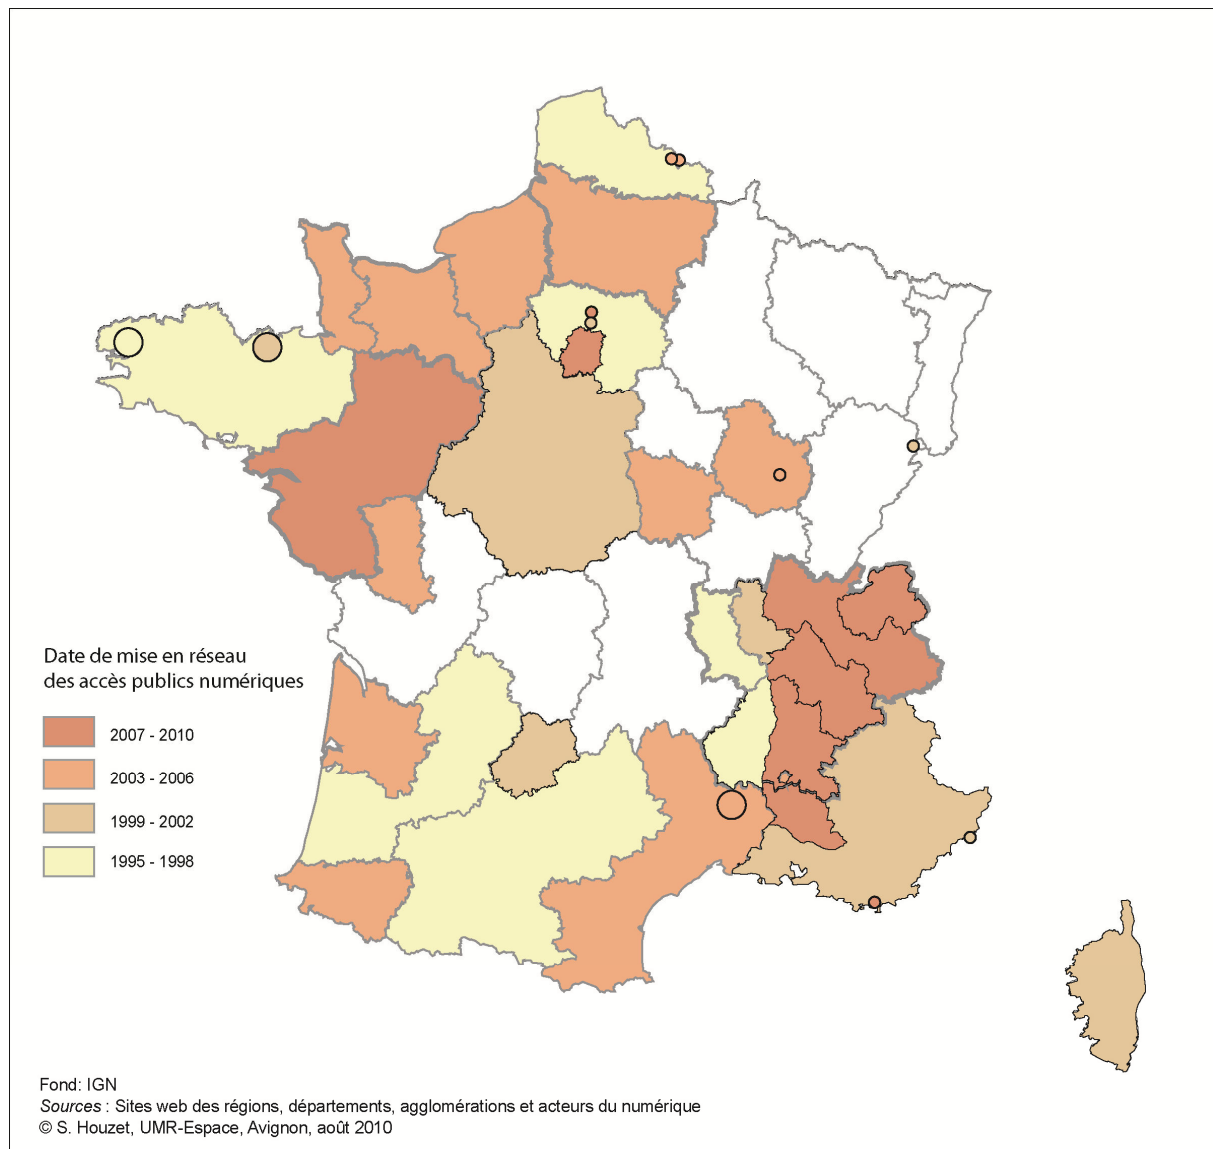 Date de mise en réseau
des accès publics numériques
2007 - 2010
2003 - 2006
1999 - 2002
1995 - 1998
Fond: IGN
Sources : Sites web des régions, départements, agglomérations et acteurs du numérique
© S. Houzet, UMR-Espace, Avignon, août 2010